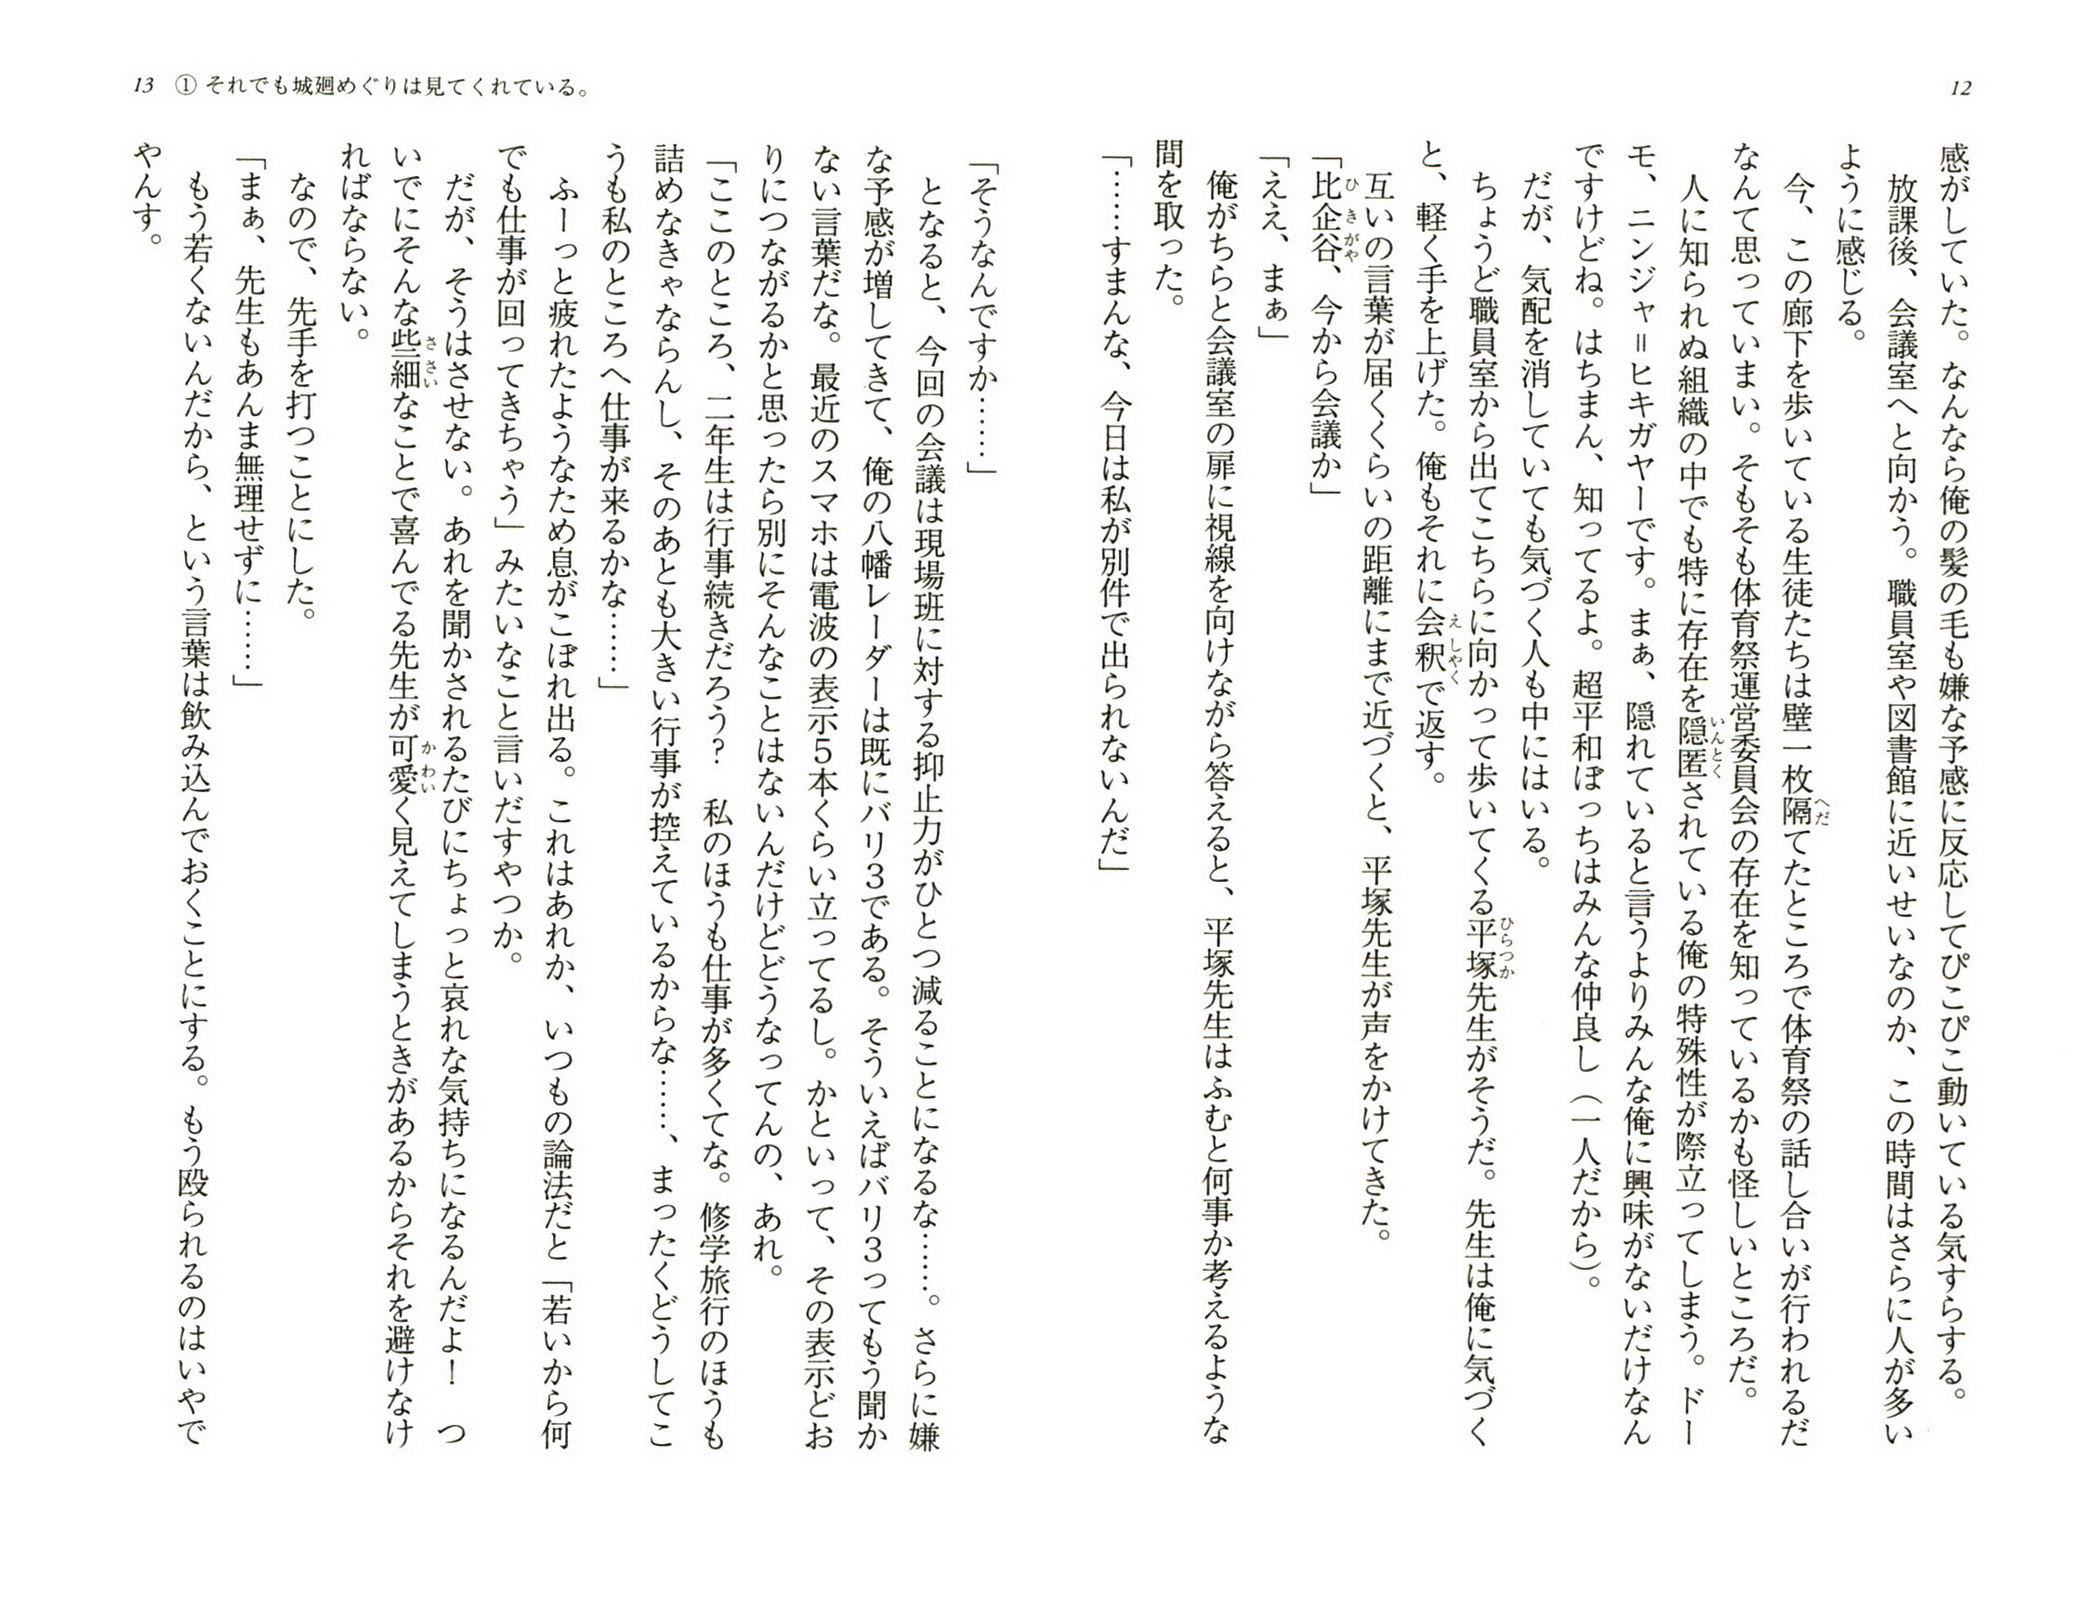 12
感がしていた。なんなら俺の髪の毛も嫌な予感に反応してぴこぴこ動いている気すらする。
放課後、会議室へと向かう。職員室や図書館に近いせいなのか、この時間はさらに人が多い
ように感じる。
今、この廊下を歩いている生徒たちは壁一枚隔てたところで体育祭の話し合いが行われるだ
なんて思っていまい。そもそも体育祭運営委員会の存在を知っているかも怪しいところだ。
人に知られぬ組織の中でも特に存在を隠匿されている俺の特殊性が際立ってしまう。ドー
モ、ニンジャ=ヒキガヤーです。まぁ、隠れていると言うよりみんな俺に興味がないだけなん
ですけどね。はちまん、知ってるよ。超平和ぼっちはみんな仲良し（一人だから）。
だが、気配を消していても気づく人も中にはいる。
ちょうど職員室から出てこちらに向かって歩いてくる平塚先生がそうだ。先生は俺に気づく
と、軽く手を上げた。俺もそれに会釈で返す。
互いの言葉が届くくらいの距離にまで近づくと、平塚先生が声をかけてきた。
「比企谷、今から会議か」
「ええ、まぁ」
俺がちらと会議室の扉に視線を向けながら答えると、平塚先生はふむと何事か考えるような
間を取った。
「……すまんな、今日は私が別件で出られないんだ」
13 ① それでも城廻めぐりは見てくれている。
「そうなんですか……」
となると、今回の会議は現場班に対する抑止力がひとつ減ることになるな……。さらに嫌
な予感が増してきて、俺の八幡レーダーは既にバリ3である。そういえばバリ3ってもう聞か
ない言葉だな。最近のスマホは電波の表示5本くらい立ってるし。かといって、その表示どお
りにつながるかと思ったら別にそんなことはないんだけどどうなってんの、あれ。
「ここのところ、二年生は行事続きだろう？　私のほうも仕事が多くてな。修学旅行のほうも
詰めなきゃならんし、そのあとも大きい行事が控えているからな……、まったくどうしてこ
うも私のところへ仕事が来るかな……」
ふーっと疲れたようなため息がこぼれ出る。これはあれか、いつもの論法だと「若いから何
でも仕事が回ってきちゃう」みたいなこと言いだすやつか。
だが、そうはさせない。あれを聞かされるたびにちょっと哀れな気持ちになるんだよ！　つ
いでにそんな些細なことで喜んでる先生が可愛く見えてしまうときがあるからそれを避けなけ
ればならない。
なので、先手を打つことにした。
「まぁ、先生もあんま無理せずに……」
もう若くないんだから、という言葉は飲み込んでおくことにする。もう殴られるのはいやで
やんす。